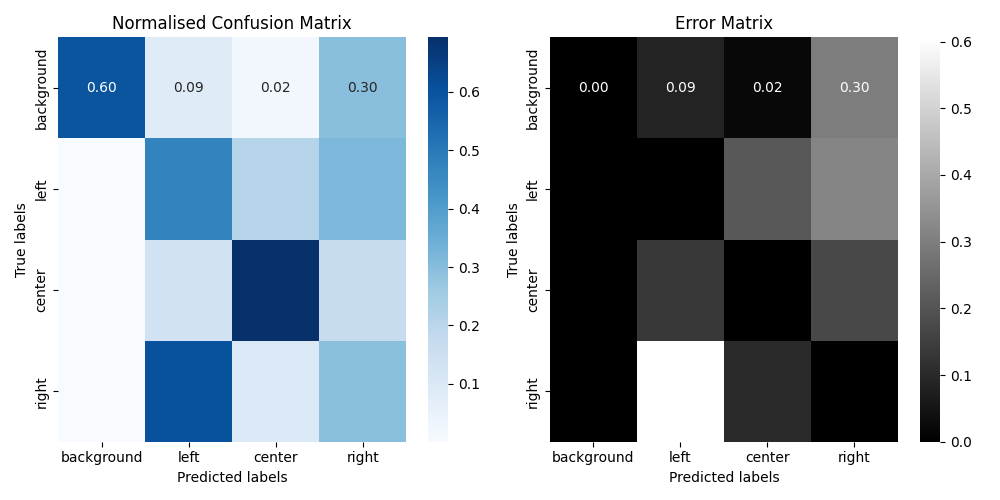 Normalised Confusion Matrix
True labels
background
left
center
right
0.60 0.09 0.02 0.30
background left center right
Predicted labels
0.6
0.5
0.4
0.3
0.2
0.1
Error Matrix
True labels
background
left
center
right
0.00 0.09 0.02 0.30
background left center right
Predicted labels
0.6
0.5
0.4
0.3
0.2
0.1
0.0